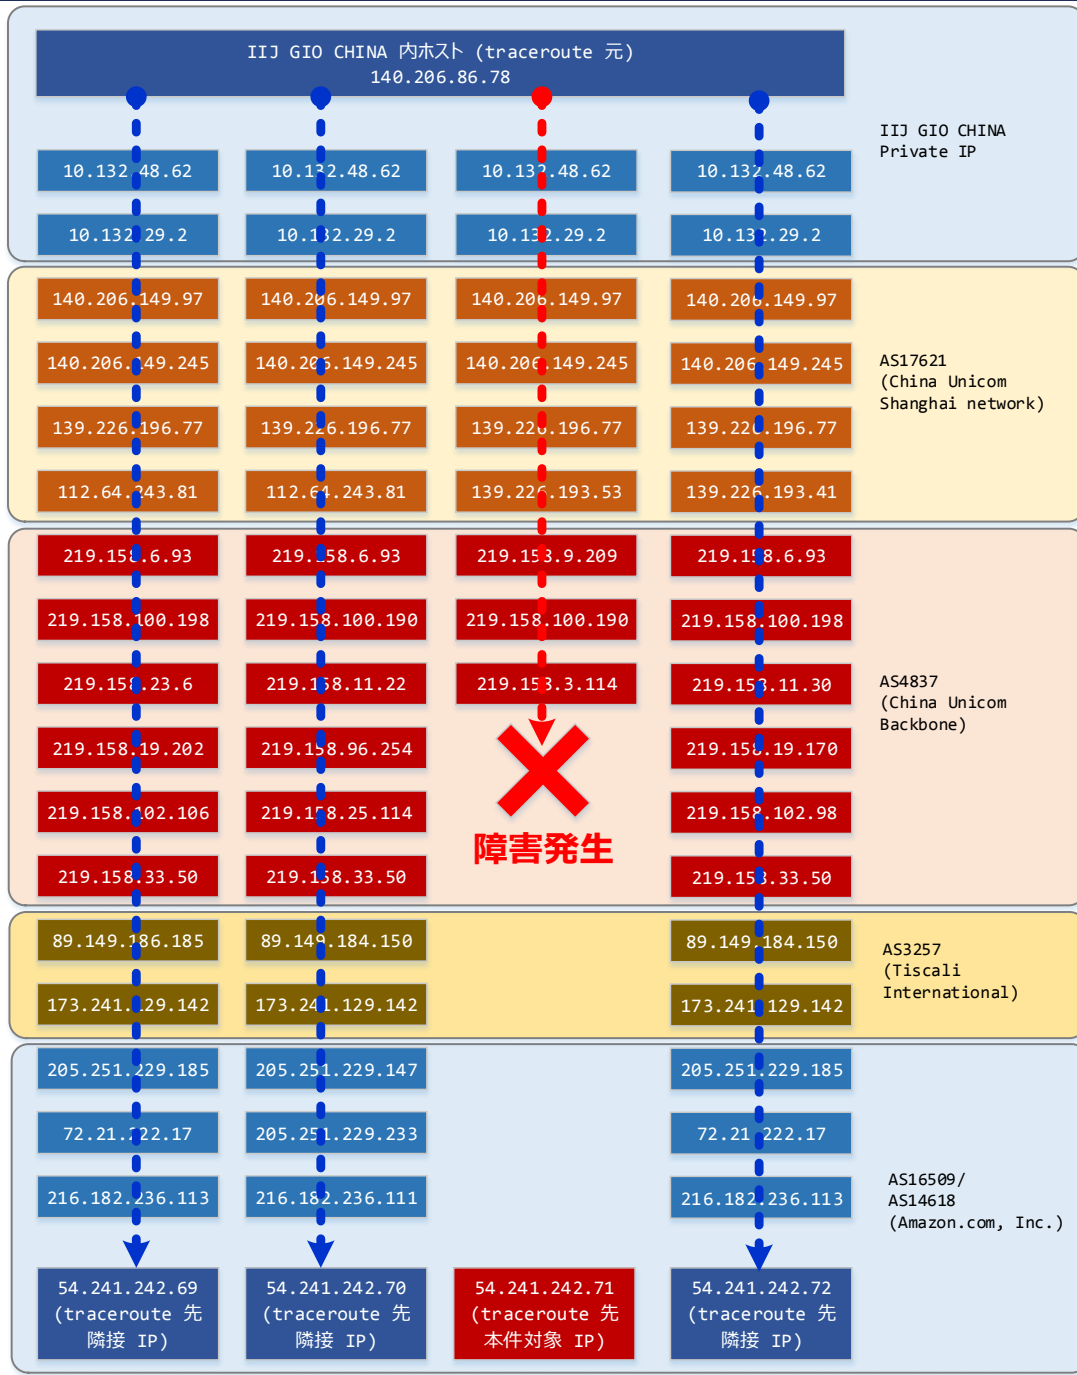 IIJ GIO CHINA 内ホスト (traceroute 元)
140.206.86.78
IIJ GIO CHINA
Private IP
10.132.48.62 10.132.48.62 10.132.48.62 10.132.48.62
10.132.29.2 10.132.29.2 10.132.29.2 10.132.29.2
140.206.149.97 140.206.149.97 140.206.149.97 140.206.149.97
140.206.149.245 140.206.149.245 140.206.149.245 140.206.149.245
139.226.196.77 139.226.196.77 139.226.196.77 139.226.196.77
112.64.243.81 112.64.243.81 139.226.193.53 139.226.193.41
AS17621
(China Unicom
Shanghai network)
219.158.6.93 219.158.6.93 219.158.9.209 219.158.6.93
219.158.100.198 219.158.100.190 219.158.100.190 219.158.100.198
219.158.23.6 219.158.11.22 219.158.3.114 219.158.11.30
219.158.19.202 219.158.96.254 219.158.19.170
219.158.102.106 219.158.25.114 219.158.102.98
障害発生
219.158.33.50 219.158.33.50 219.158.33.50
AS4837
(China Unicom
Backbone)
89.149.186.185 89.149.184.150 89.149.184.150
173.241.129.142 173.241.129.142 173.241.129.142
AS3257
(Tiscali
International)
205.251.229.185 205.251.229.147 205.251.229.185
72.21.222.17 205.251.229.233 72.21.222.17
216.182.236.113 216.182.236.111 216.182.236.113
AS16509/
AS14618
(Amazon.com, Inc.)
54.241.242.69
(traceroute 先
隣接 IP)
54.241.242.70
(traceroute 先
隣接 IP)
54.241.242.71
(traceroute 先
本件対象 IP)
54.241.242.72
(traceroute 先
隣接 IP)